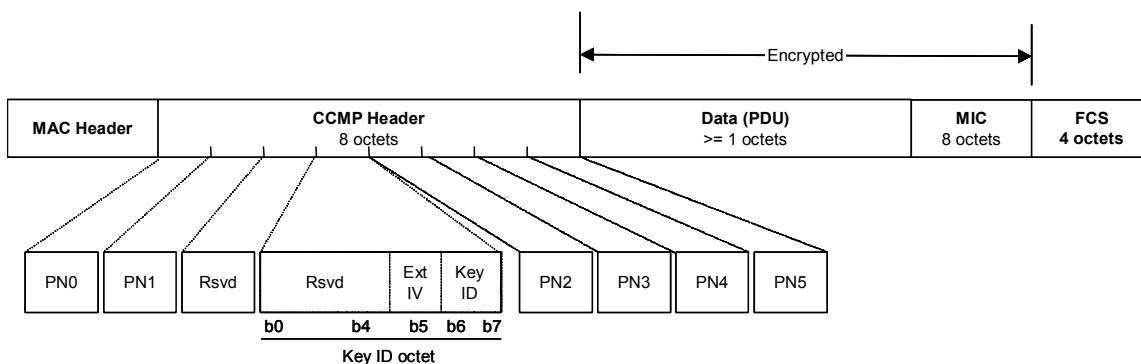 Encrypted
MAC Header
CCMP Header
8 octets
Data (PDU)
>= 1 octets
MIC
8 octets
FCS
4 octets
PN0
PN1
Rsvd
Rsvd
Ext
IV
Key
ID
PN2
PN3
PN4
PN5
b0 b4 b5 b6 b7
Key ID octet